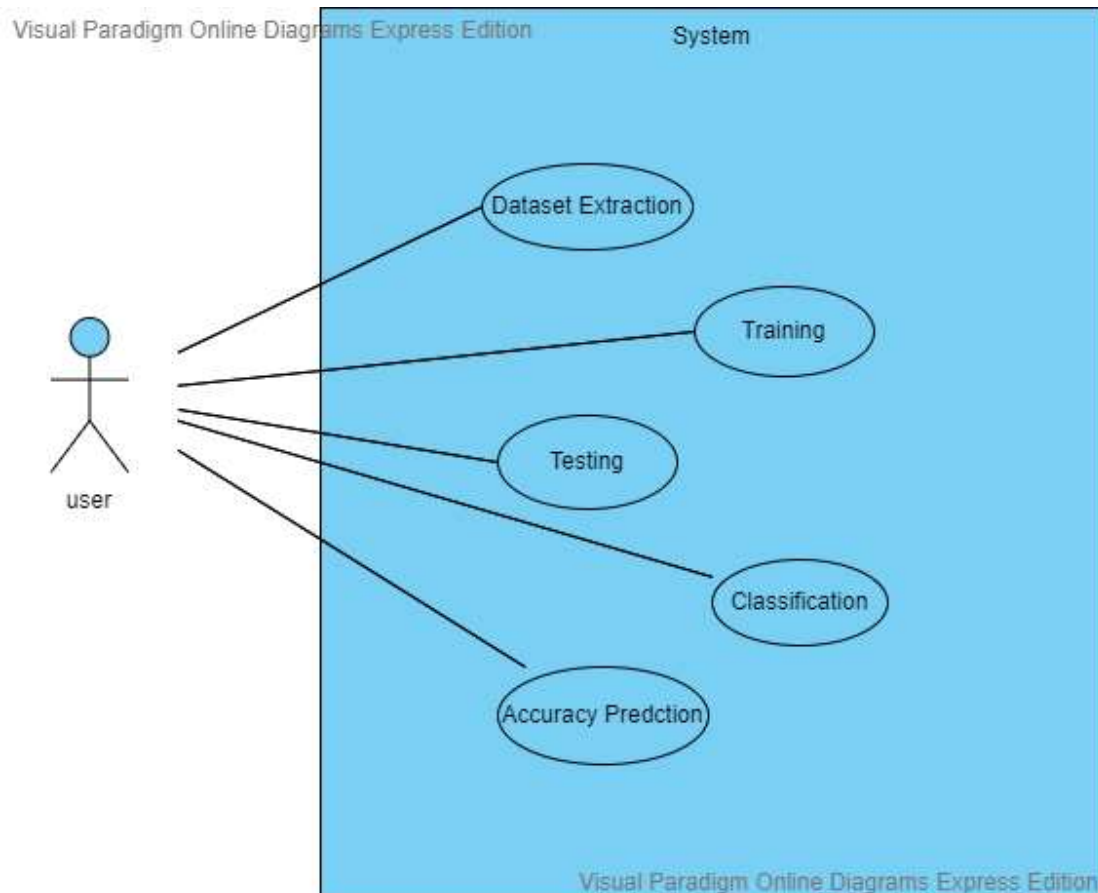 Visual Paradigm Online Diagrams Express Edition
System
Dataset Extraction
Training
Testing
user
Classification
Accuracy Predction
Visual Paradigm Online Diagrams Express Edition